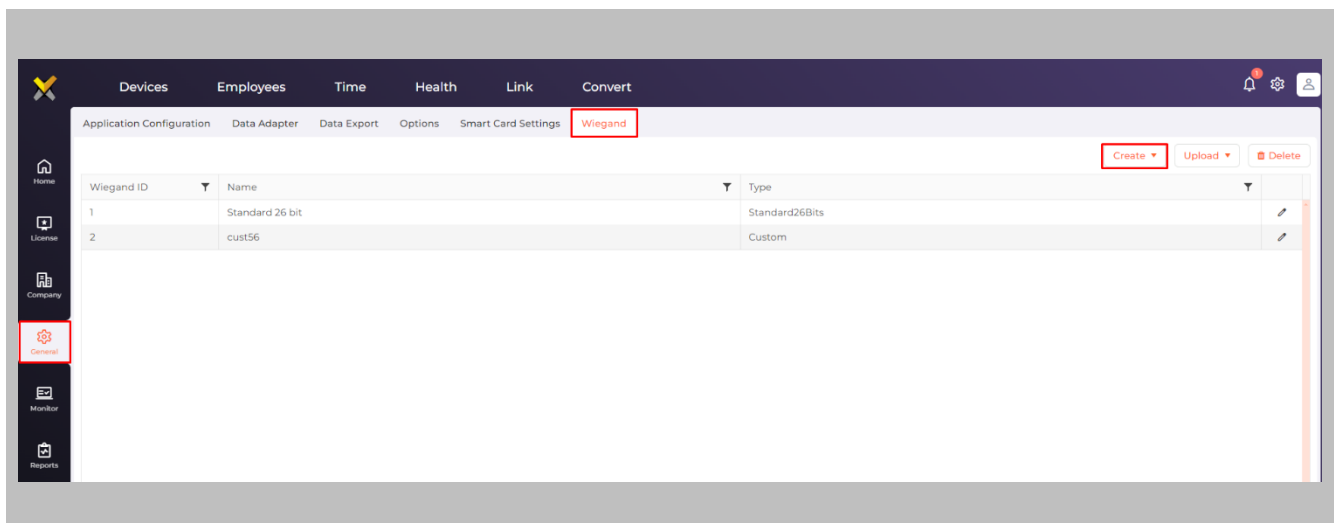 Devices Employees Time Health Link Convert 1
Application Configuration Data Adapter Data Export Options Smart Card Settings Wiegand
Create Upload Delete
Home
Wiegand ID Name Type
1 Standard 26 bit Standard26Bits
License
2 cust56 Custom
Company
General
Monitor
Reports